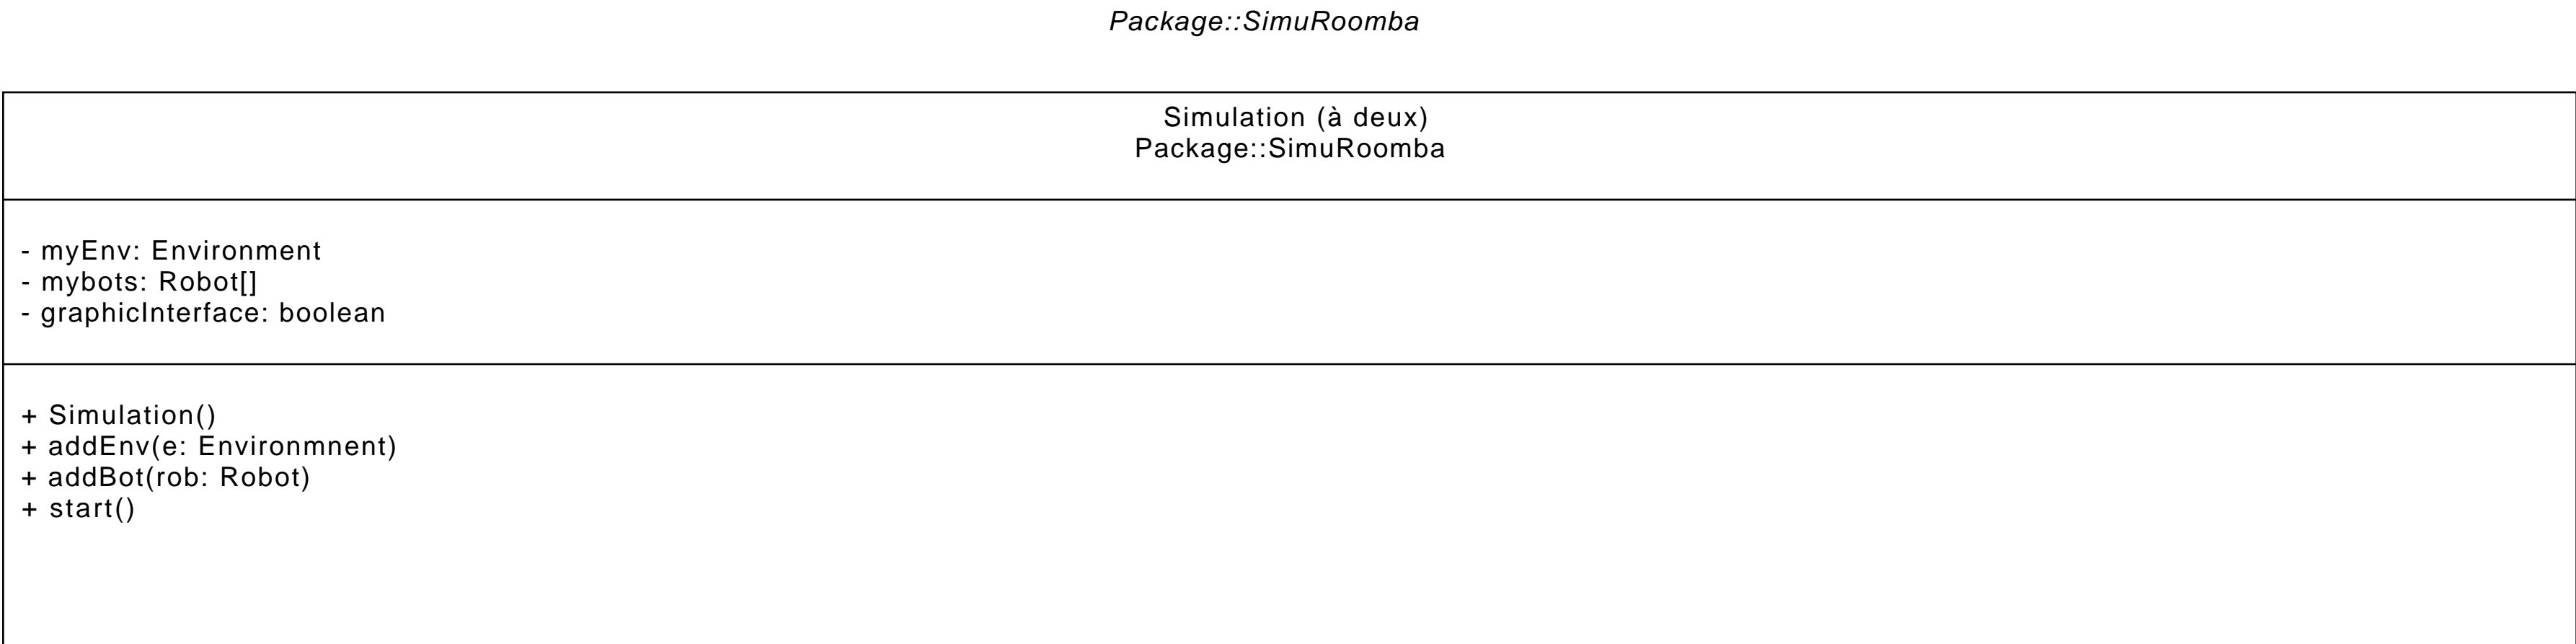 Package::SimuRoomba
Simulation (à deux)
Package::SimuRoomba
- myEnv: Environment
- mybots: Robot[]
- graphicInterface: boolean
+ Simulation()
+ addEnv(e: Environmnent)
+ addBot(rob: Robot)
+ start()